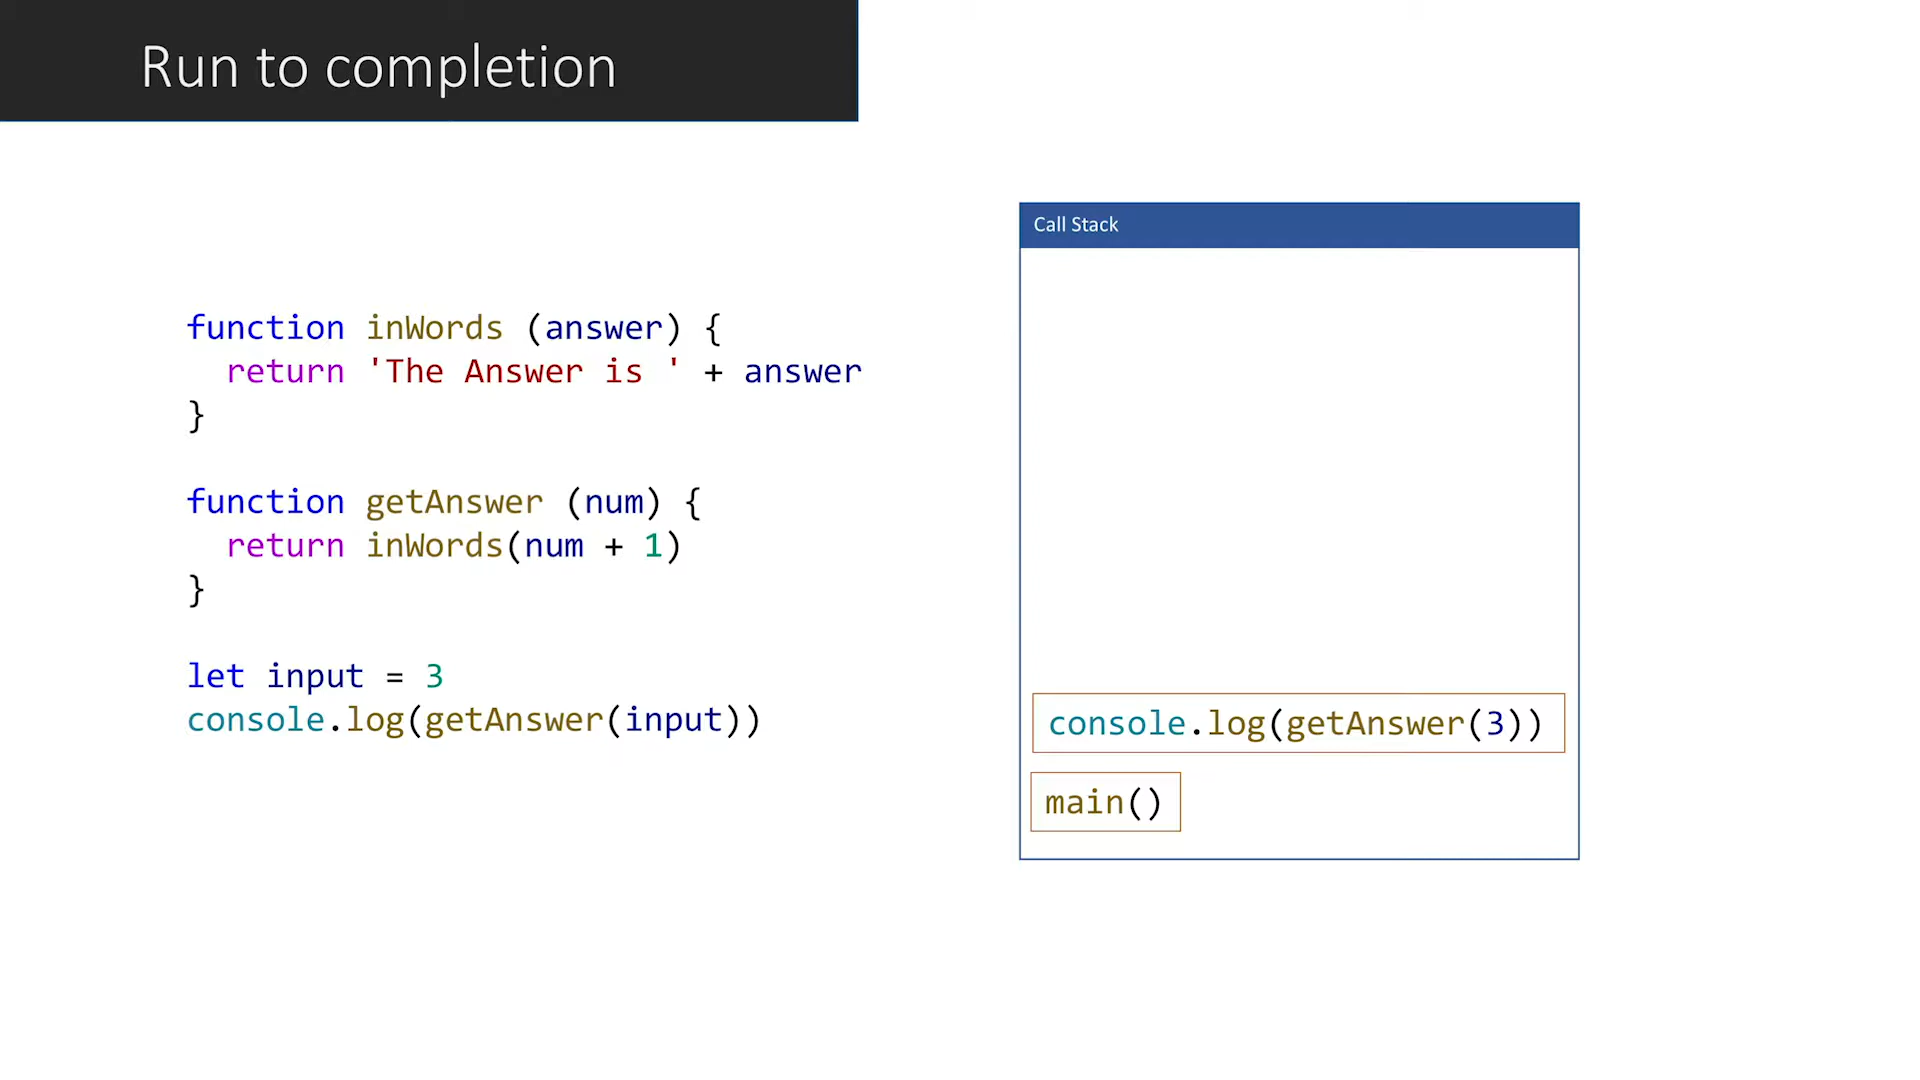 Run to completion
function inWords (answer) {
  return 'The Answer is ' + answer
}
function getAnswer (num) {
  return inWords(num + 1)
}
let input = 3
console.log(getAnswer(input))
Call Stack
console.log(getAnswer(3))
main()